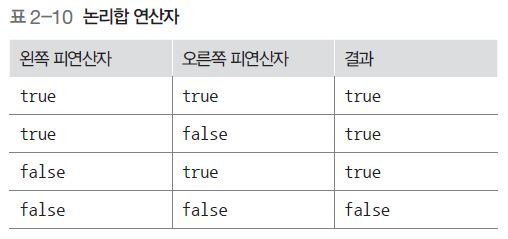 표 2-10 논리합 연산자
왼쪽 피연산자 오른쪽 피연산자 결과
true true true
true false true
false true true
false false false